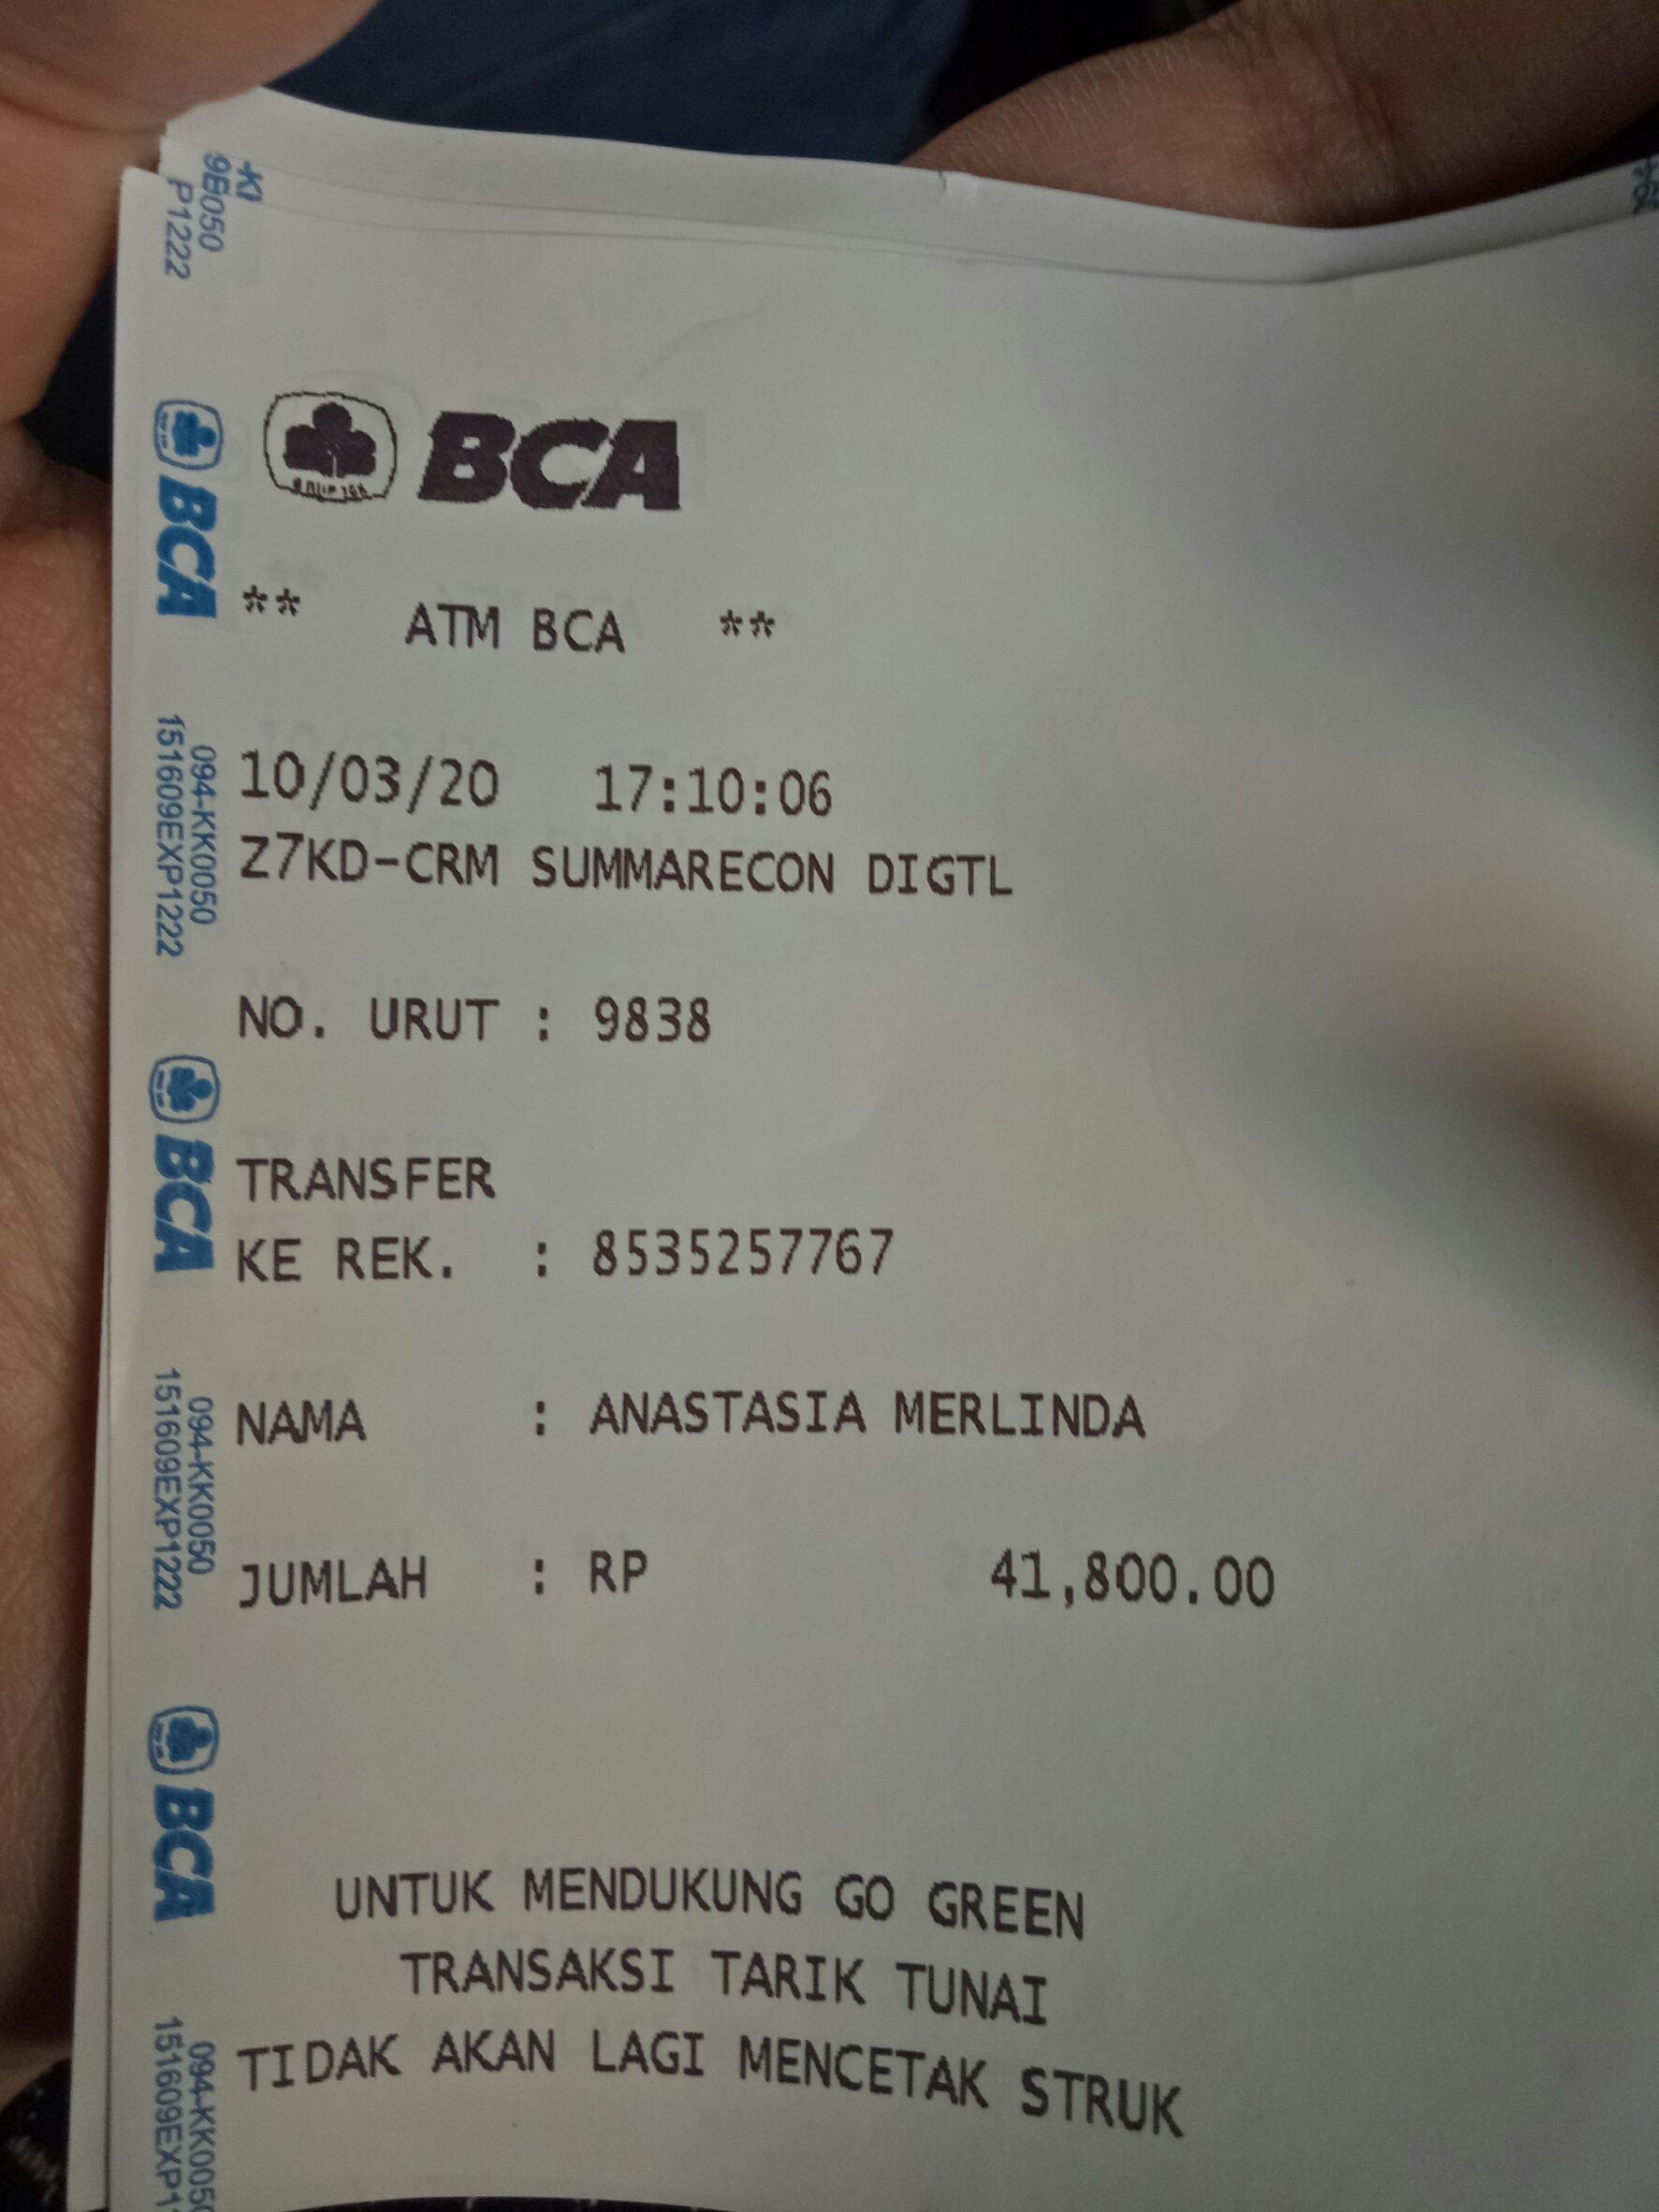 BCA
** ATM BCA **
10/03/20 17:10:06
Z7KD-CRM SUMMARECON DIGTL
NO. URUT : 9838
TRANSFER
KE REK. : 8535257767
NAMA : ANASTASIA MERLINDA
JUMLAH : RP 41,800.00
UNTUK MENDUKUNG GO GREEN
TRANSAKSI TARIK TUNAI
TIDAK AKAN LAGI MENCETAK STRUK
-KI
9B050
P1222
BCA
094-KK0050
151609EXP1222
BCA
094-KK0050
151609EXP1222
BCA
094-KK0050
151609EXP1